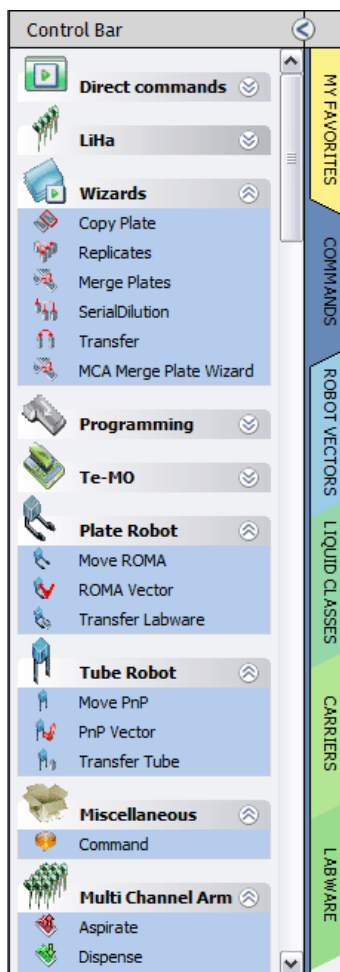 Control Bar
Direct commands
LiHa
Wizards
Copy Plate
Replicates
Merge Plates
SerialDilution
Transfer
MCA Merge Plate Wizard
Programming
Te-MO
Plate Robot
Move ROMA
ROMA Vector
Transfer Labware
Tube Robot
Move PnP
PnP Vector
Transfer Tube
Miscellaneous
Command
Multi Channel Arm
Aspirate
Dispense
MY FAVORITES
COMMANDS
ROBOT VECTORS
LIQUID CLASSES
CARRIERS
LABWARE